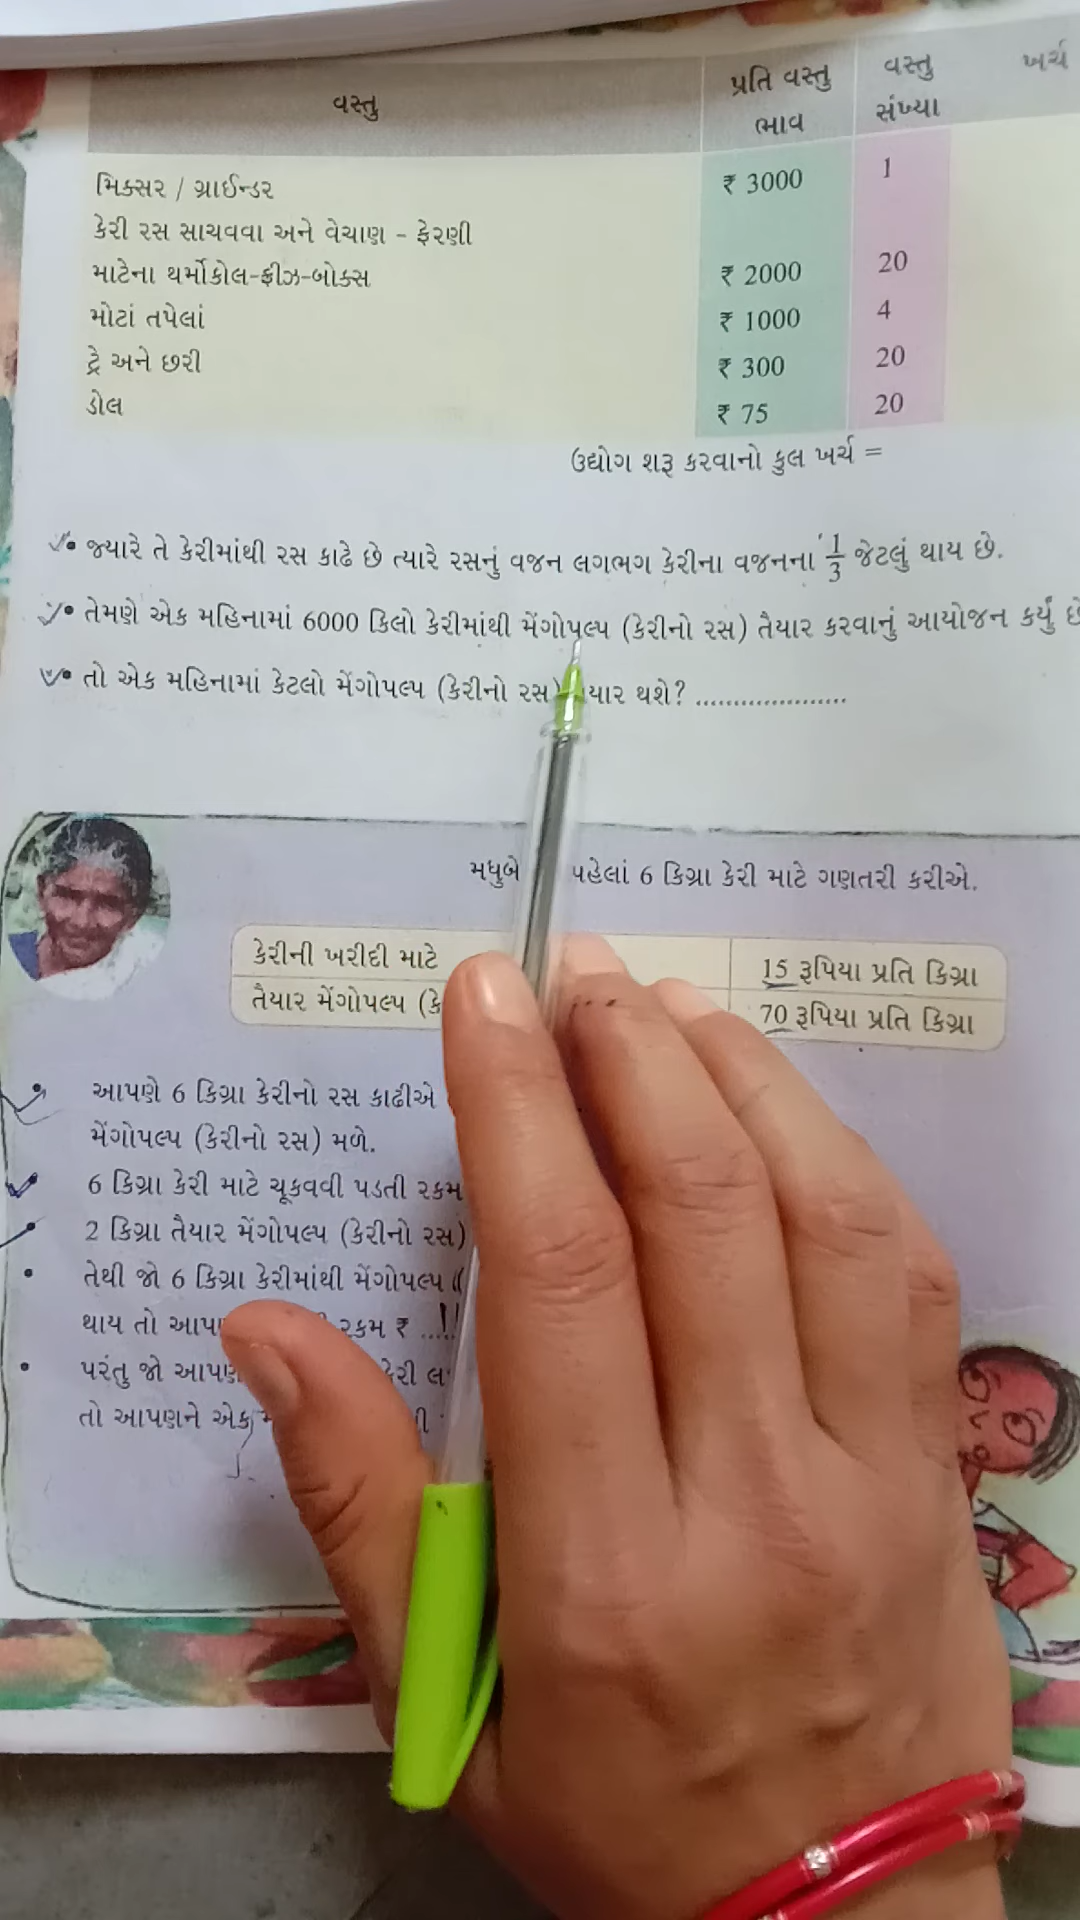 વસ્તુ પ્રતિ વસ્તુ ભાવ વસ્તુ સંખ્યા ખર્ચ
મિક્સર / ગ્રાઈન્ડર ₹ 3000 1
કેરી રસ સાચવવા અને વેચાણ - ફેરણી
માટેના થર્મોકોલ-ફ્રીઝ-બોક્સ ₹ 2000 20
મોટાં તપેલાં ₹ 1000 4
ટ્રે અને છરી ₹ 300 20
ડોલ ₹ 75 20
ઉદ્યોગ શરૂ કરવાનો કુલ ખર્ચ =
• જ્યારે તે કેરીમાંથી રસ કાઢે છે ત્યારે રસનું વજન લગભગ કેરીના વજનના 1/3 જેટલું થાય છે.
• તેમણે એક મહિનામાં 6000 કિલો કેરીમાંથી મેંગોપલ્પ (કેરીનો રસ) તૈયાર કરવાનું આયોજન કર્યું છે
• તો એક મહિનામાં કેટલો મેંગોપલ્પ (કેરીનો રસ) યાર થશે? .....................
મધુબે પહેલાં 6 કિગ્રા કેરી માટે ગણતરી કરીએ.
કેરીની ખરીદી માટે 15 રૂપિયા પ્રતિ કિગ્રા
તૈયાર મેંગોપલ્પ (કે 70 રૂપિયા પ્રતિ કિગ્રા
• આપણે 6 કિગ્રા કેરીનો રસ કાઢીએ
મેંગોપલ્પ (કેરીનો રસ) મળે.
6 કિગ્રા કેરી માટે ચૂકવવી પડતી રકમ
• 2 કિગ્રા તૈયાર મેંગોપલ્પ (કેરીનો રસ)
• તેથી જો 6 કિગ્રા કેરીમાંથી મેંગોપલ્પ (
થાય તો આપ રકમ ₹ ....
• પરંતુ જો આપણ કેરી લ
તો આપણને એક